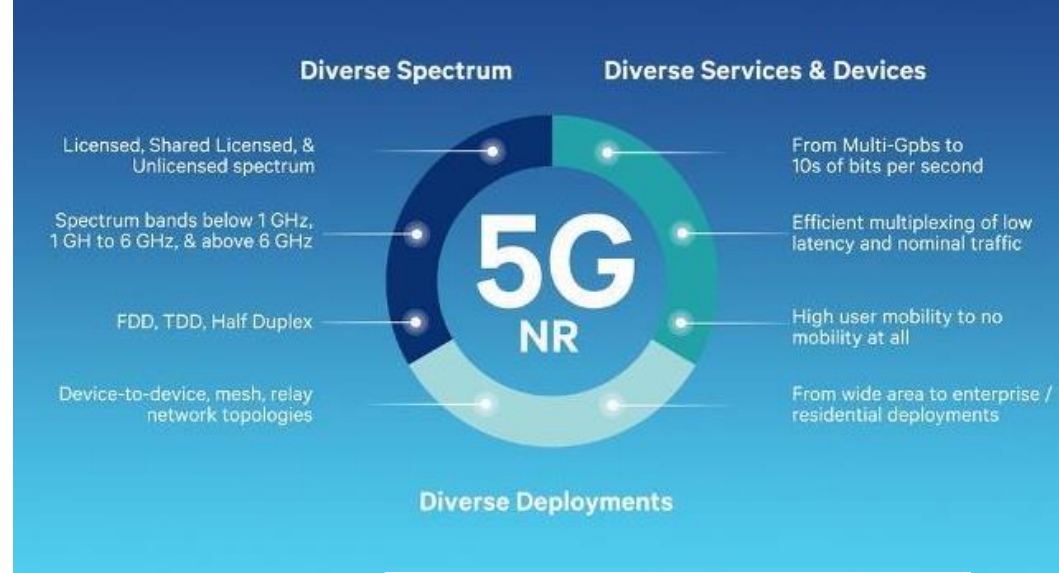 Diverse Spectrum
Diverse Services & Devices
Licensed, Shared Licensed, &
Unlicensed spectrum
Spectrum bands below 1 GHz,
1 GH to 6 GHz, & above 6 GHz
FDD, TDD, Half Duplex
Device-to-device, mesh, relay
network topologies
5G
NR
From Multi-Gpbs to
10s of bits per second
Efficient multiplexing of low
latency and nominal traffic
High user mobility to no
mobility at all
From wide area to enterprise /
residential deployments
Diverse Deployments